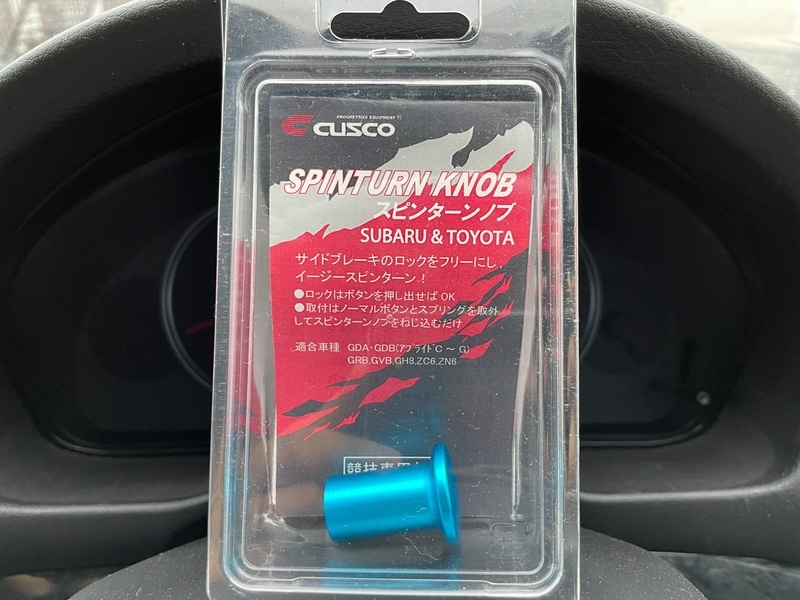 PROGRESSIVE EQUIPMENT
CUSCO
SPINTURN KNOB
スピンターンノブ
SUBARU & TOYOTA
サイドブレーキのロックをフリーにし
イージースピンターン!
●ロックはボタンを押し出せば OK
●取付はノーマルボタンとスプリングを取外
してスピンターンノブをねじ込むだけ
適合車種 GDA・GDB(アプライドC 〜 G)
GRB,GVB,GH8,ZC6,ZN6
競技専用